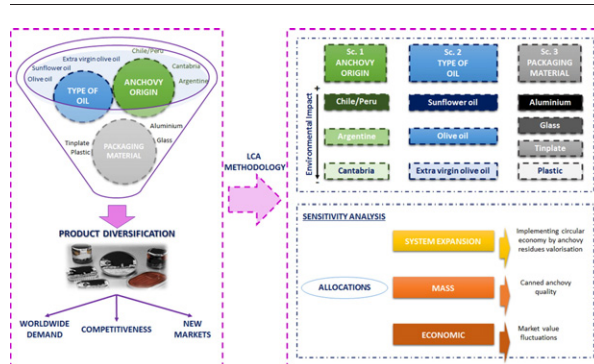 Chile/Peru
Extra virgin olive oil
Sunflower oil
Cantabria
Olive oil
Argentine
TYPE OF
OIL
ANCHOVY
ORIGIN
Aluminium
Tinplate
Glass
Plastic
PACKAGING
MATERIAL
PRODUCT DIVERSIFICATION
WORLDWIDE
DEMAND
COMPETITIVENESS
NEW
MARKETS
LCA
METHODOLOGY
Sc. 1
ANCHOVY
ORIGIN
Sc. 2
TYPE OF
OIL
Sc. 3
PACKAGING
MATERIAL
Environmental Impact
+
-
Chile/Peru
Sunflower oil
Aluminium
Glass
Argentine
Olive oil
Tinplate
Cantabria
Extra virgin olive oil
Plastic
SENSITIVITY ANALYSIS
ALLOCATIONS
SYSTEM EXPANSION
Implementing circular
economy by anchovy
residues valorisation
MASS
Canned anchovy
quality
ECONOMIC
Market value
fluctuations